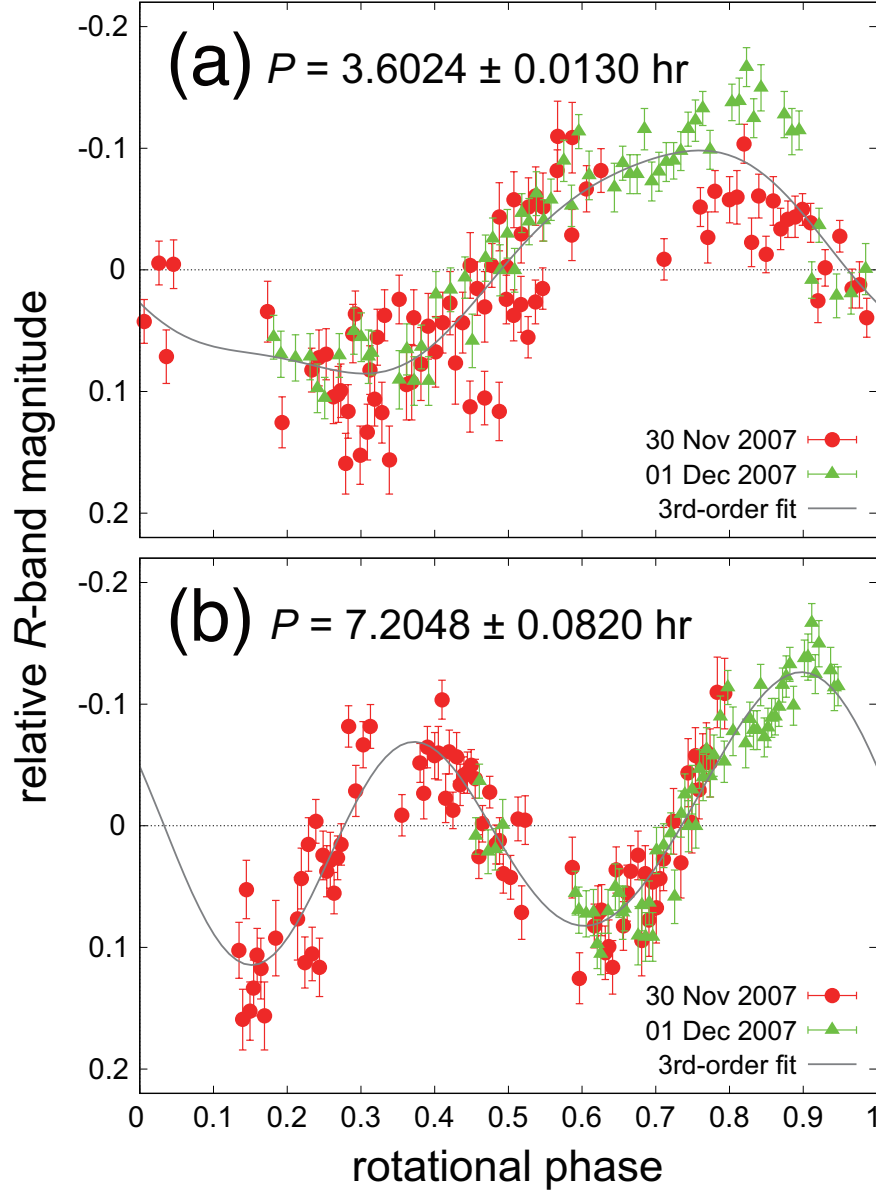 (a) P = 3.6024 ± 0.0130 hr
-0.2
-0.1
0
0.1
0.2
30 Nov 2007
01 Dec 2007
3rd-order fit
relative R-band magnitude
(b) P = 7.2048 ± 0.0820 hr
-0.2
-0.1
0
0.1
0.2
30 Nov 2007
01 Dec 2007
3rd-order fit
0 0.1 0.2 0.3 0.4 0.5 0.6 0.7 0.8 0.9 1
rotational phase